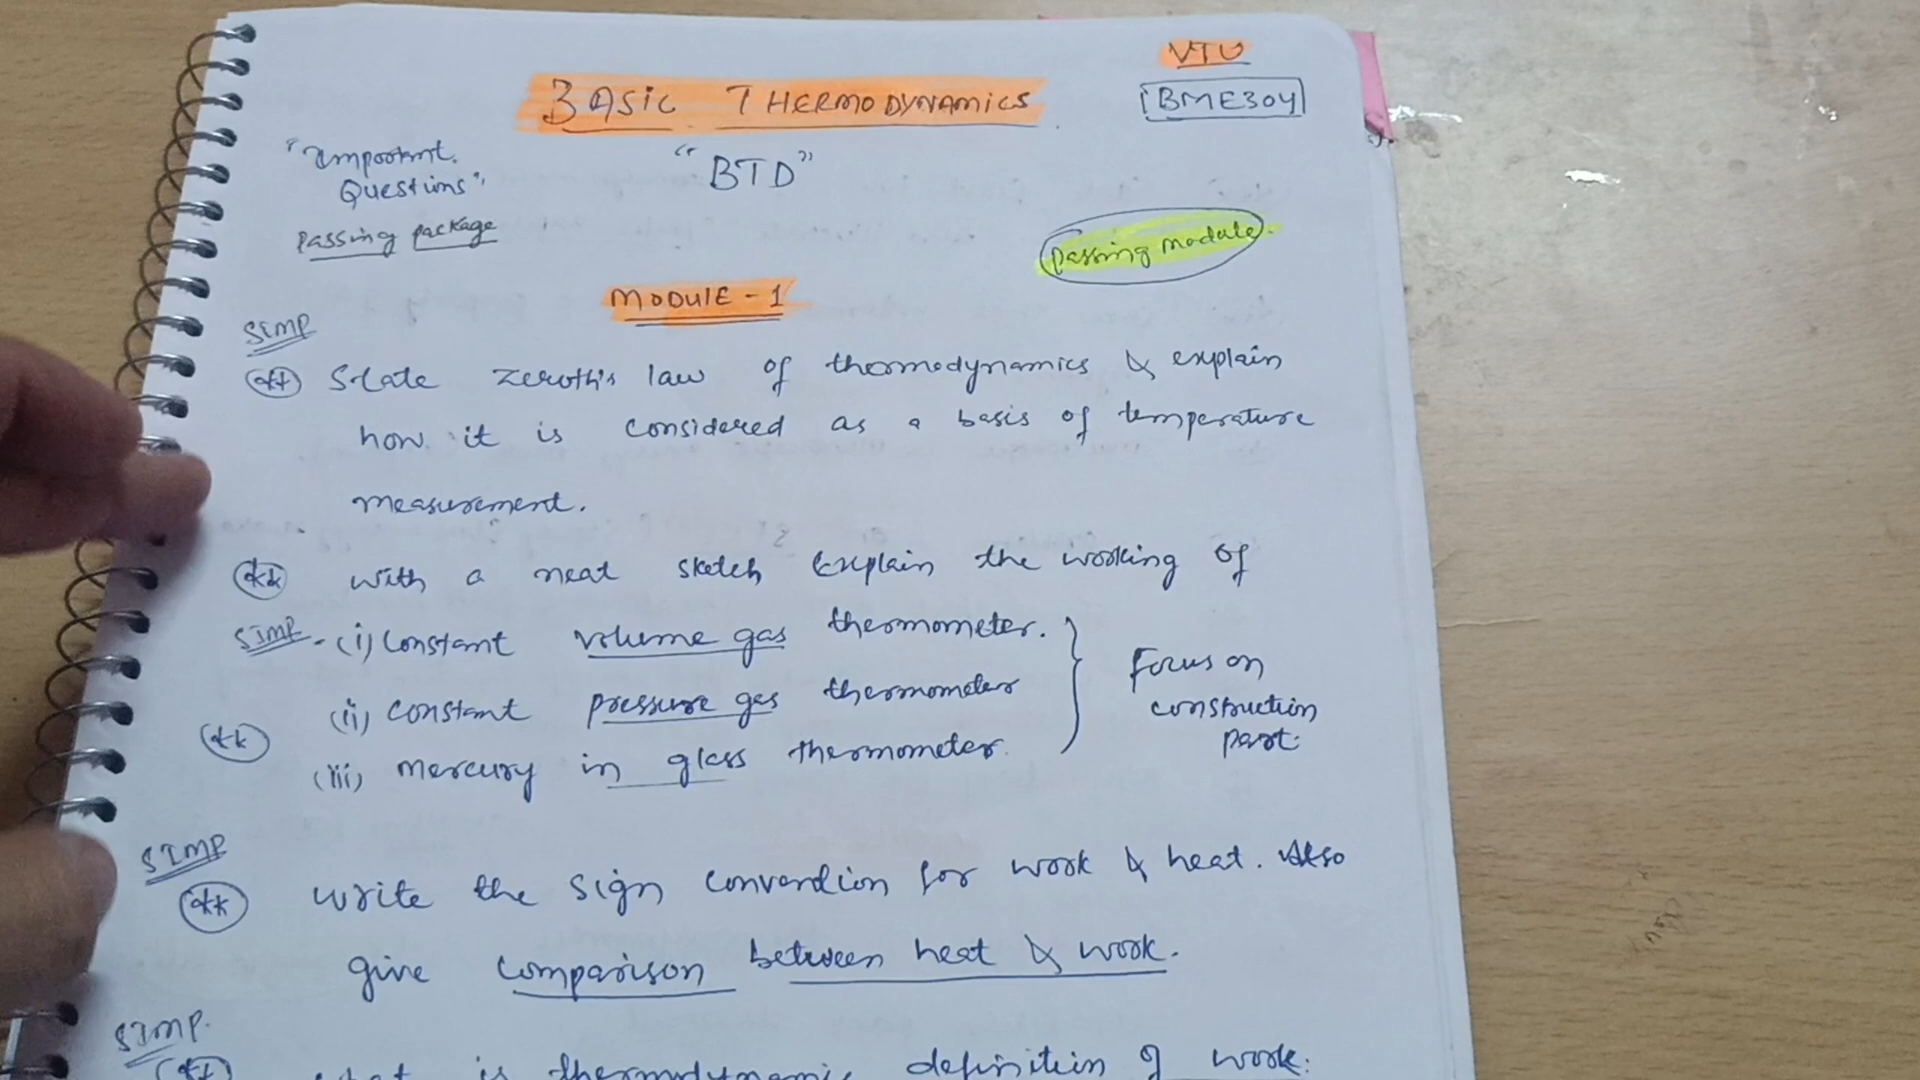 VTU
BASIC THERMODYNAMICS
BME304
"Important Questions"
"BTD"
Passing package
Passing module.
MODULE - 1
SIMP
** State zeroth's law of thermodynamics & explain
how it is considered as a basis of temperature
measurement.
** with a neat sketch Explain the working of
SIMP - (i) Constant volume gas thermometer.
(ii) constant pressure gas thermometer
** (iii) mercury in glass thermometer.
Focus on
construction
part.
SIMP
** write the sign convention for work & heat. Also
give comparison between heat & work.
SIMP.
** what is thermodynamic definition of work: